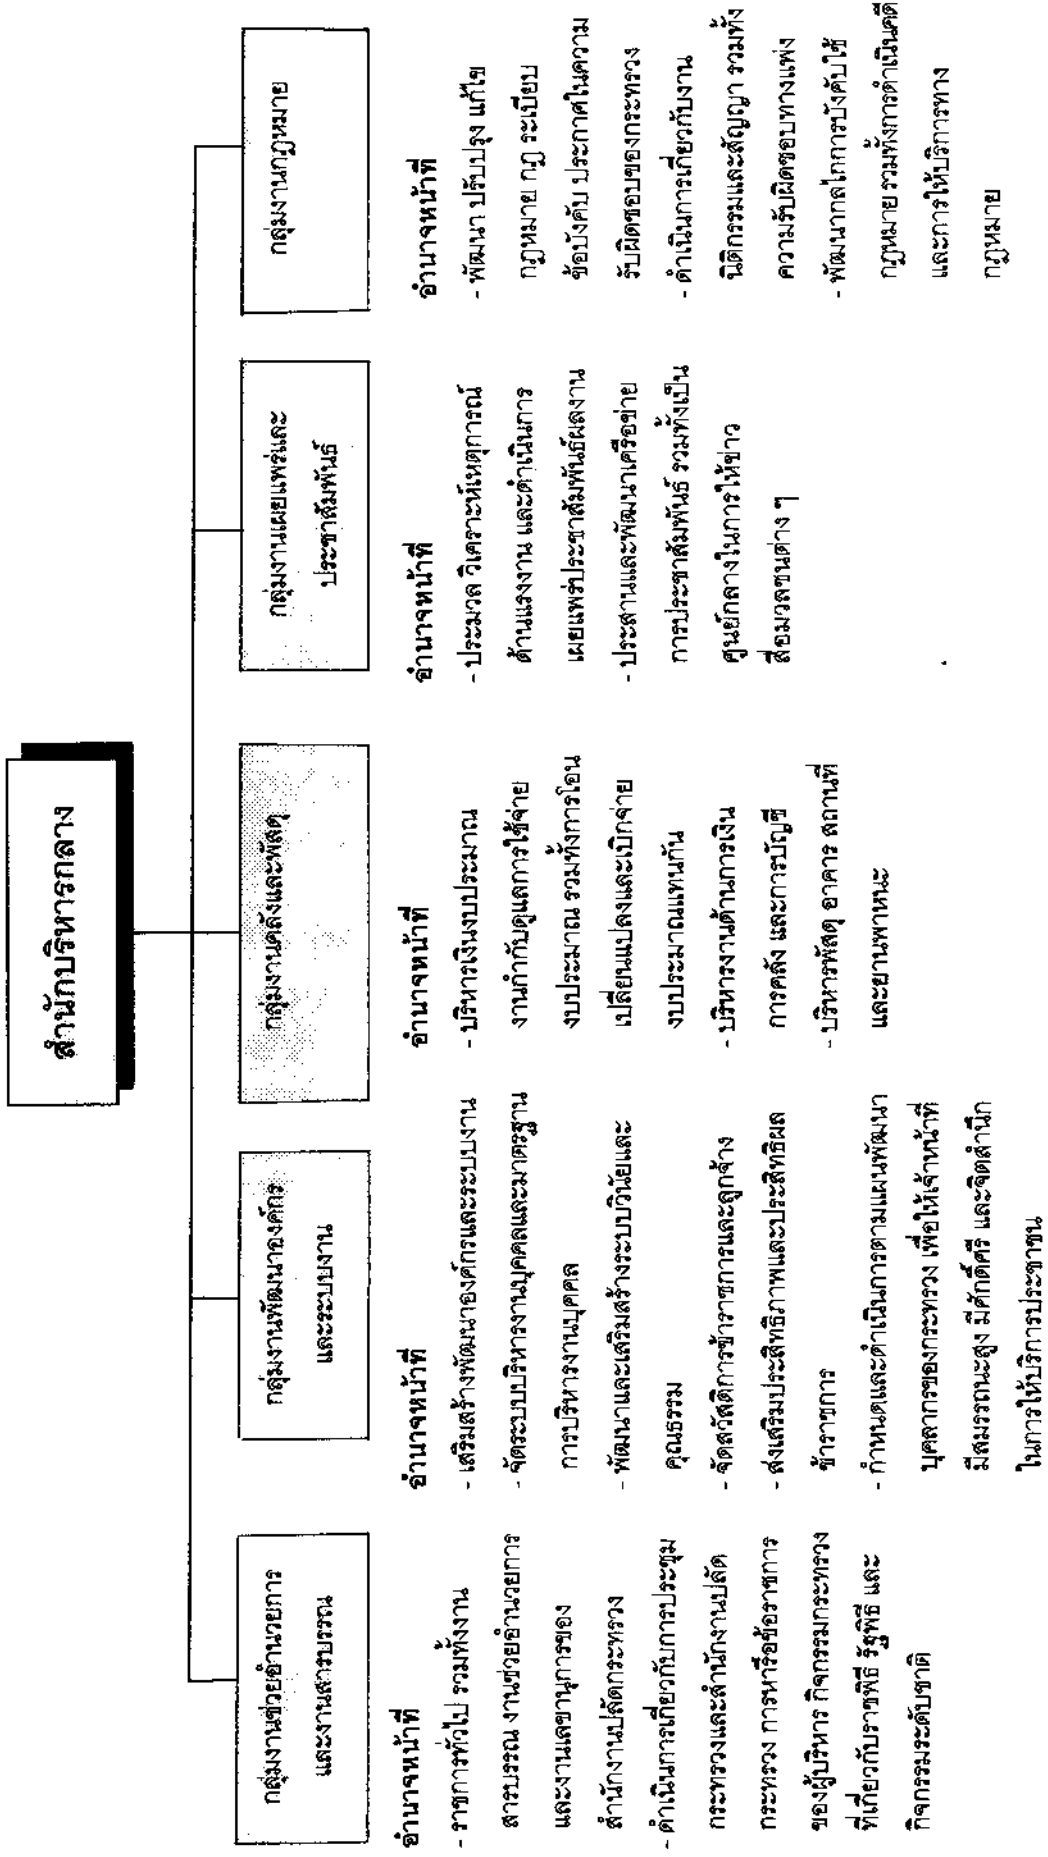 สำนักบริหารกลาง
กลุ่มงานช่วยอำนวยการ
และงานสารบรรณ
อำนาจหน้าที่
- ราชการทั่วไป รวมทั้งงาน
สารบรรณ งานช่วยอำนวยการ
และงานเลขานุการของ
สำนักงานปลัดกระทรวง
- ดำเนินการเกี่ยวกับการประชุม
กระทรวงและสำนักงานปลัด
กระทรวง การหารือข้อราชการ
ของผู้บริหาร กิจกรรมกระทรวง
ที่เกี่ยวกับราชพิธี รัฐพิธี และ
กิจกรรมระดับชาติ
กลุ่มงานพัฒนาองค์กร
และระบบงาน
อำนาจหน้าที่
- เสริมสร้างพัฒนาองค์กรและระบบงาน
- จัดระบบบริหารงานบุคคลและมาตรฐาน
การบริหารงานบุคคล
- พัฒนาและเสริมสร้างระบบวินัยและ
คุณธรรม
- จัดสวัสดิการข้าราชการและลูกจ้าง
- ส่งเสริมประสิทธิภาพและประสิทธิผล
ข้าราชการ
- กำหนดและดำเนินการตามแผนพัฒนา
บุคลากรของกระทรวง เพื่อให้เจ้าหน้าที่
มีสมรรถนะสูง มีศักดิ์ศรี และจิตสำนึก
ในการให้บริการประชาชน
กลุ่มงานคลังและพัสดุ
อำนาจหน้าที่
- บริหารเงินงบประมาณ
งานกำกับดูแลการใช้จ่าย
งบประมาณ รวมทั้งการโอน
เปลี่ยนแปลงและเบิกจ่าย
งบประมาณแทนกัน
- บริหารงานด้านการเงิน
การคลัง และการบัญชี
- บริหารพัสดุ อาคาร สถานที่
และยานพาหนะ
กลุ่มงานเผยแพร่และ
ประชาสัมพันธ์
อำนาจหน้าที่
- ประมวล วิเคราะห์เหตุการณ์
ด้านแรงงาน และดำเนินการ
เผยแพร่ประชาสัมพันธ์ผลงาน
- ประสานและพัฒนาเครือข่าย
การประชาสัมพันธ์ รวมทั้งเป็น
ศูนย์กลางในการให้ข่าว
สื่อมวลชนต่าง ๆ
กลุ่มงานกฎหมาย
อำนาจหน้าที่
- พัฒนา ปรับปรุง แก้ไข
กฎหมาย กฎ ระเบียบ
ข้อบังคับ ประกาศในความ
รับผิดชอบของกระทรวง
- ดำเนินการเกี่ยวกับงาน
นิติกรรมและสัญญา รวมทั้ง
ความรับผิดชอบทางแพ่ง
- พัฒนากลไกการบังคับใช้
กฎหมาย รวมทั้งการดำเนินคดี
และการให้บริการทาง
กฎหมาย